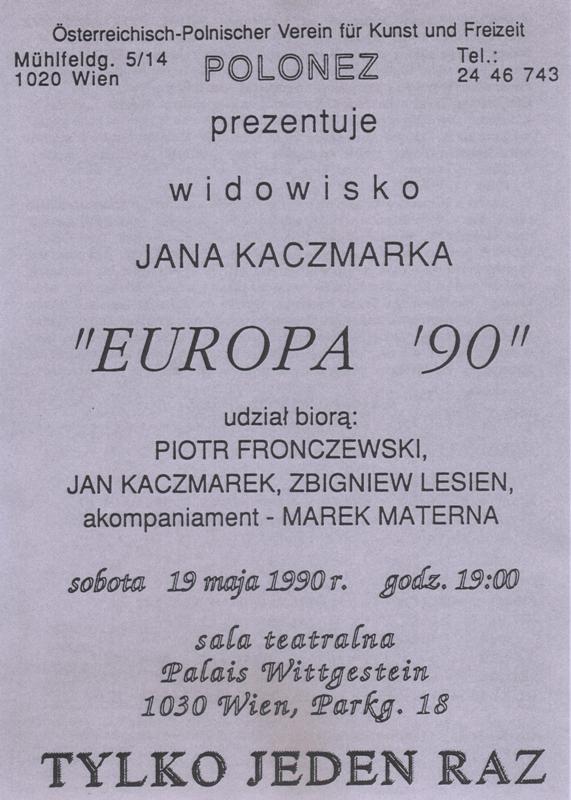 Österreichisch-Polnischer Verein für Kunst und Freizeit
Mühlfeldg. 5/14
1020 Wien
POLONEZ
Tel.:
24 46 743
prezentuje
widowisko
JANA KACZMARKA
"EUROPA '90"
udział biorą:
PIOTR FRONCZEWSKI,
JAN KACZMAREK, ZBIGNIEW LESIEN,
akompaniament - MAREK MATERNA
sobota 19 maja 1990 r. godz. 19:00
sala teatralna
Palais Wittgestein
1030 Wien, Parkg. 18
TYLKO JEDEN RAZ